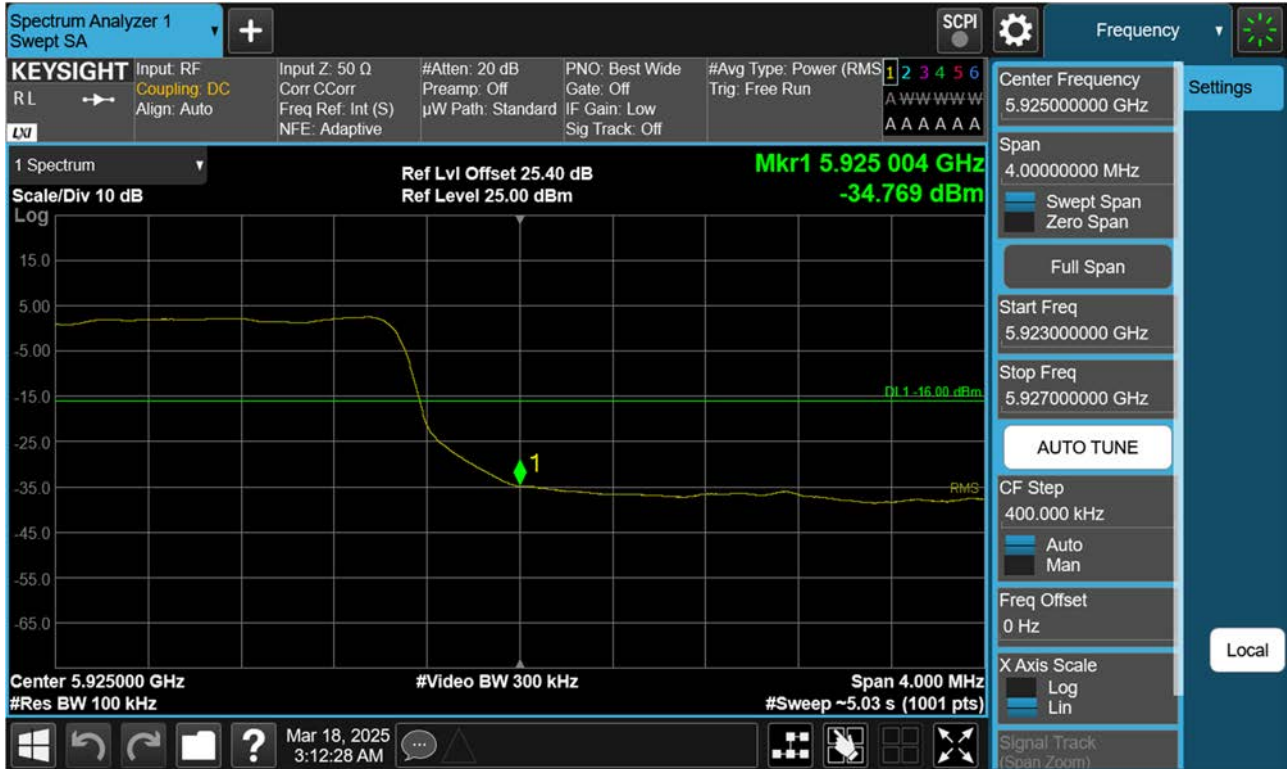 Spectrum Analyzer 1
Swept SA
+
SCPI
Frequency
KEYSIGHT
RL
LXI
Input: RF
Coupling: DC
Align: Auto
Input Z: 50 Ω
Corr CCorr
Freq Ref: Int (S)
NFE: Adaptive
#Atten: 20 dB
Preamp: Off
µW Path: Standard
PNO: Best Wide
Gate: Off
IF Gain: Low
Sig Track: Off
#Avg Type: Power (RMS
Trig: Free Run
1 2 3 4 5 6
A W W W W W
A A A A A A
1 Spectrum
Scale/Div 10 dB
Log
Ref Lvl Offset 25.40 dB
Ref Level 25.00 dBm
Mkr1 5.925 004 GHz
-34.769 dBm
15.0
5.00
-5.00
-15.0
-25.0
-35.0
-45.0
-55.0
-65.0
DL1 -16.00 dBm
1
RMS
Center 5.925000 GHz
#Res BW 100 kHz
#Video BW 300 kHz
Span 4.000 MHz
#Sweep ~5.03 s (1001 pts)
Center Frequency
5.925000000 GHz
Settings
Span
4.00000000 MHz
Swept Span
Zero Span
Full Span
Start Freq
5.923000000 GHz
Stop Freq
5.927000000 GHz
AUTO TUNE
CF Step
400.000 kHz
Auto
Man
Freq Offset
0 Hz
X Axis Scale
Log
Lin
Signal Track
(Span Zoom)
Local
?
Mar 18, 2025
3:12:28 AM